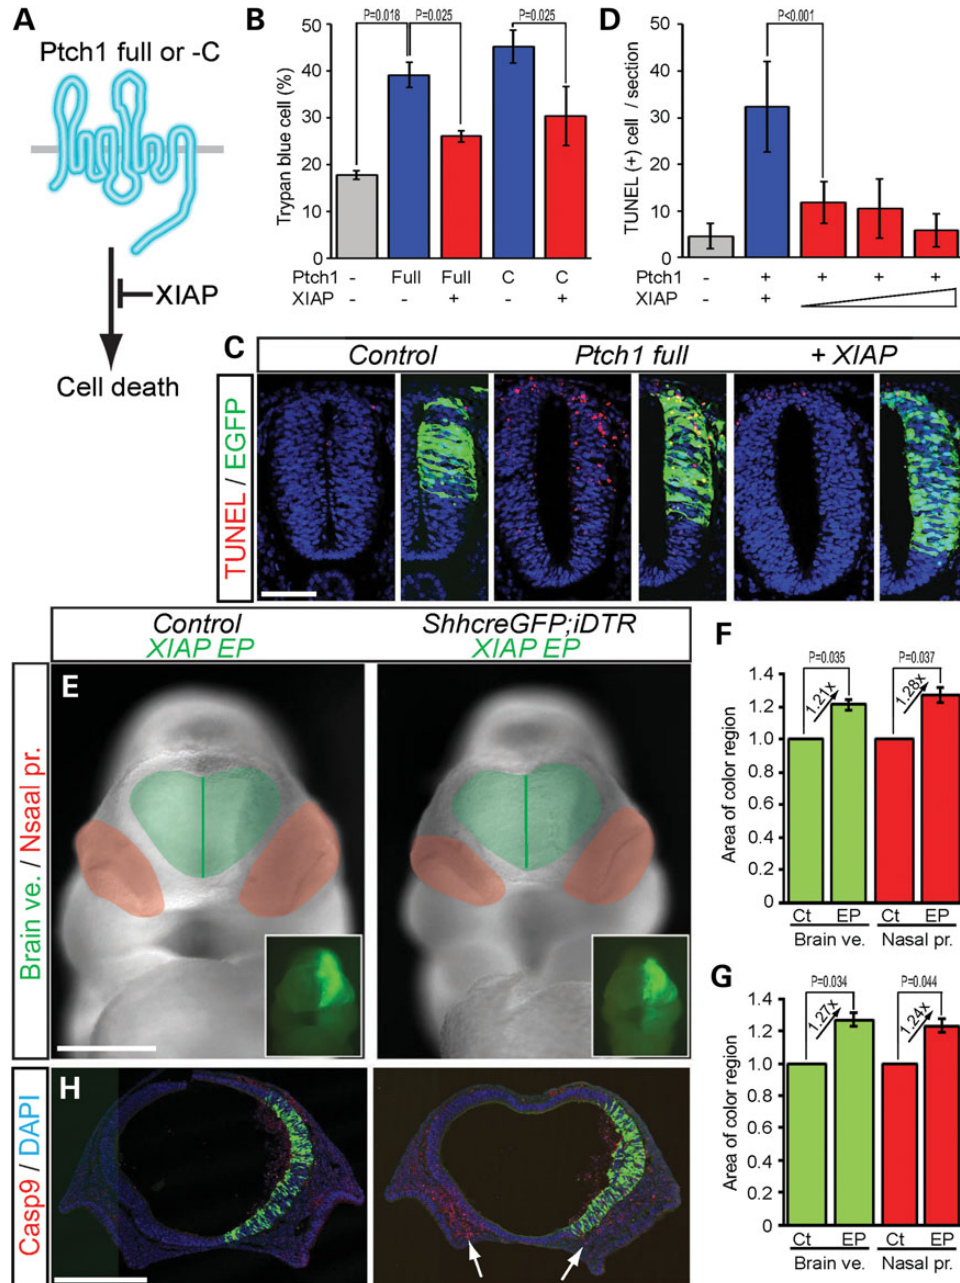 A
Ptch1 full or -C
XIAP
Cell death
B
P=0.018
P=0.025
P=0.025
Trypan blue cell (%)
50
40
30
20
10
0
Ptch1 - Full Full C C
XIAP - - + - +
D
P<0.001
TUNEL (+) cell / section
50
40
30
20
10
0
Ptch1 - + + + +
XIAP - +
C
Control
Ptch1 full
+ XIAP
TUNEL / EGFP
Control
XIAP EP
ShhcreGFP;iDTR
XIAP EP
E
Brain ve. / Nsaal pr.
F
P=0.035
P=0.037
1.21x
1.28x
Area of color region
1.4
1.2
1.0
0.8
0.6
0.4
0.2
0
Ct EP Ct EP
Brain ve. Nasal pr.
G
P=0.034
P=0.044
1.27x
1.24x
Area of color region
1.4
1.2
1.0
0.8
0.6
0.4
0.2
0
Ct EP Ct EP
Brain ve. Nasal pr.
H
Casp9 / DAPI